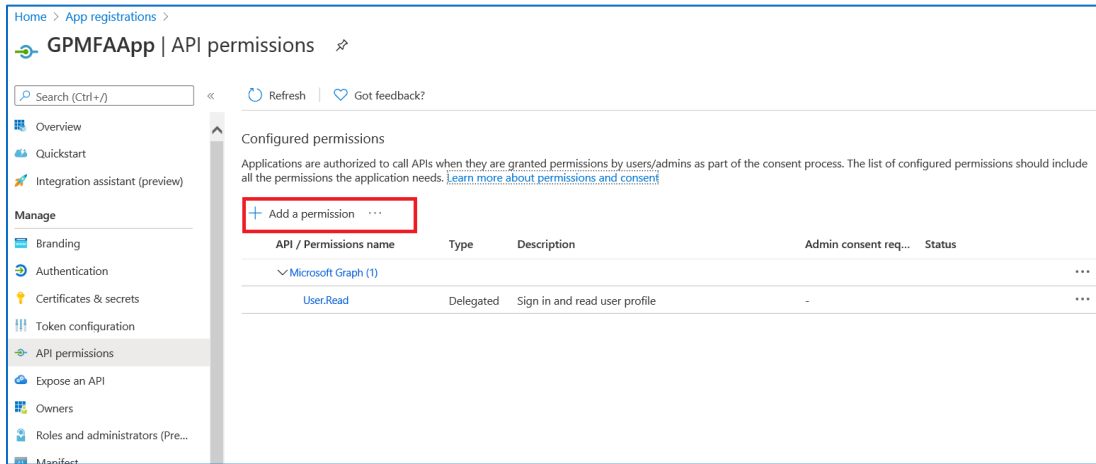 Home > App registrations >
GPMFAApp | API permissions
Search (Ctrl+/)
«
Overview
Quickstart
Integration assistant (preview)
Manage
Branding
Authentication
Certificates & secrets
Token configuration
API permissions
Expose an API
Owners
Roles and administrators (Pre...
Manifest
Refresh
Got feedback?
Configured permissions
Applications are authorized to call APIs when they are granted permissions by users/admins as part of the consent process. The list of configured permissions should include
all the permissions the application needs. Learn more about permissions and consent
+ Add a permission ···
API / Permissions name Type Description Admin consent req... Status
Microsoft Graph (1) ···
User.Read Delegated Sign in and read user profile - ···